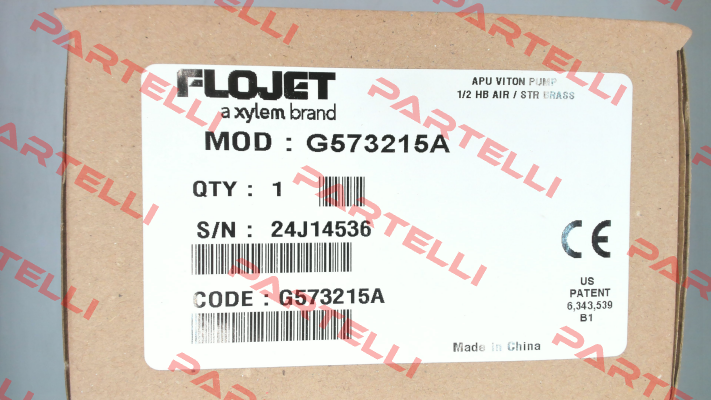 FLOJET
a xylem brand
APU VITON PUMP
1/2 HB AIR / STR BRASS
MOD : G573215A
QTY : 1
S/N : 24J14536
CODE : G573215A
CE
US
PATENT
6,343,539
B1
Made in China
PARTELLI
PARTELLI
PARTELLI
PARTELLI
PARTELLI
PARTELLI
PARTELLI
PARTELLI